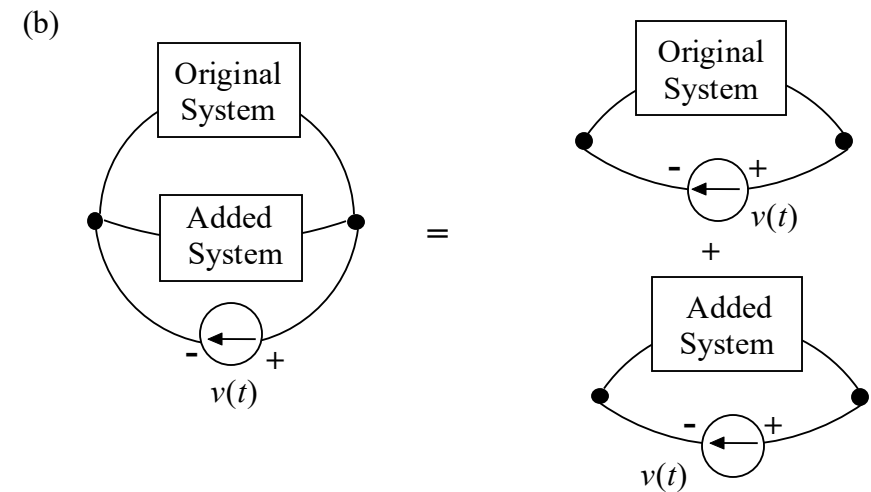 (b)
Original
System
Added
System
- +
v(t)
=
Original
System
- +
v(t)
+
Added
System
- +
v(t)